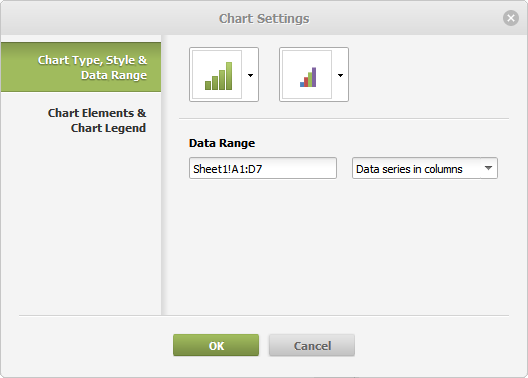 Chart Settings
Chart Type, Style &
Data Range
Chart Elements &
Chart Legend
Data Range
Sheet1!A1:D7
Data series in columns
OK
Cancel